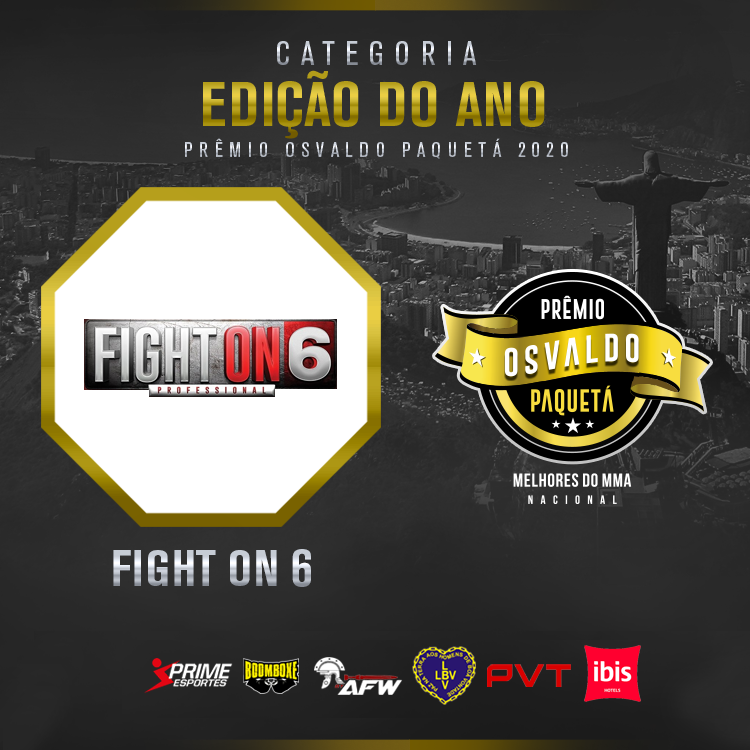 CATEGORIA
EDIÇÃO DO ANO
PRÊMIO OSVALDO PAQUETÁ 2020
FIGHT ON 6
PROFESSIONAL
PRÊMIO
OSVALDO
PAQUETÁ
MELHORES DO MMA
NACIONAL
FIGHT ON 6
PRIME
ESPORTES
BOOMBOXE
AFW
L
LBV
V
PVT
ibis
HOTELS